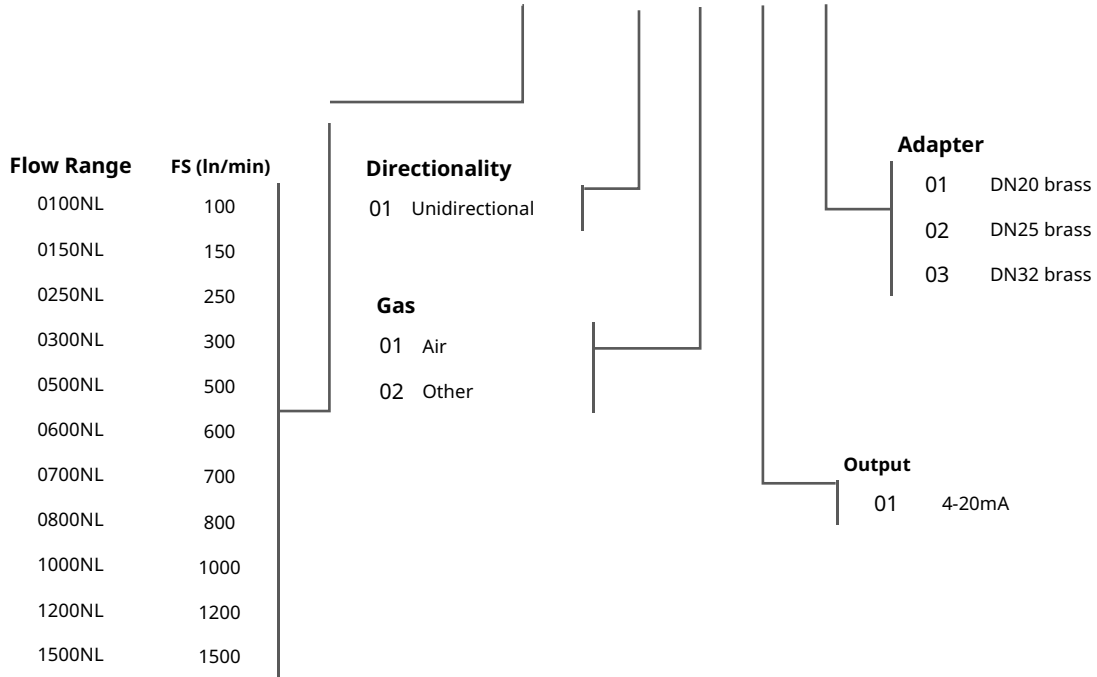 Flow Range FS (ln/min)
0100NL 100
0150NL 150
0250NL 250
0300NL 300
0500NL 500
0600NL 600
0700NL 700
0800NL 800
1000NL 1000
1200NL 1200
1500NL 1500
Directionality
01 Unidirectional
Gas
01 Air
02 Other
Adapter
01 DN20 brass
02 DN25 brass
03 DN32 brass
Output
01 4-20mA